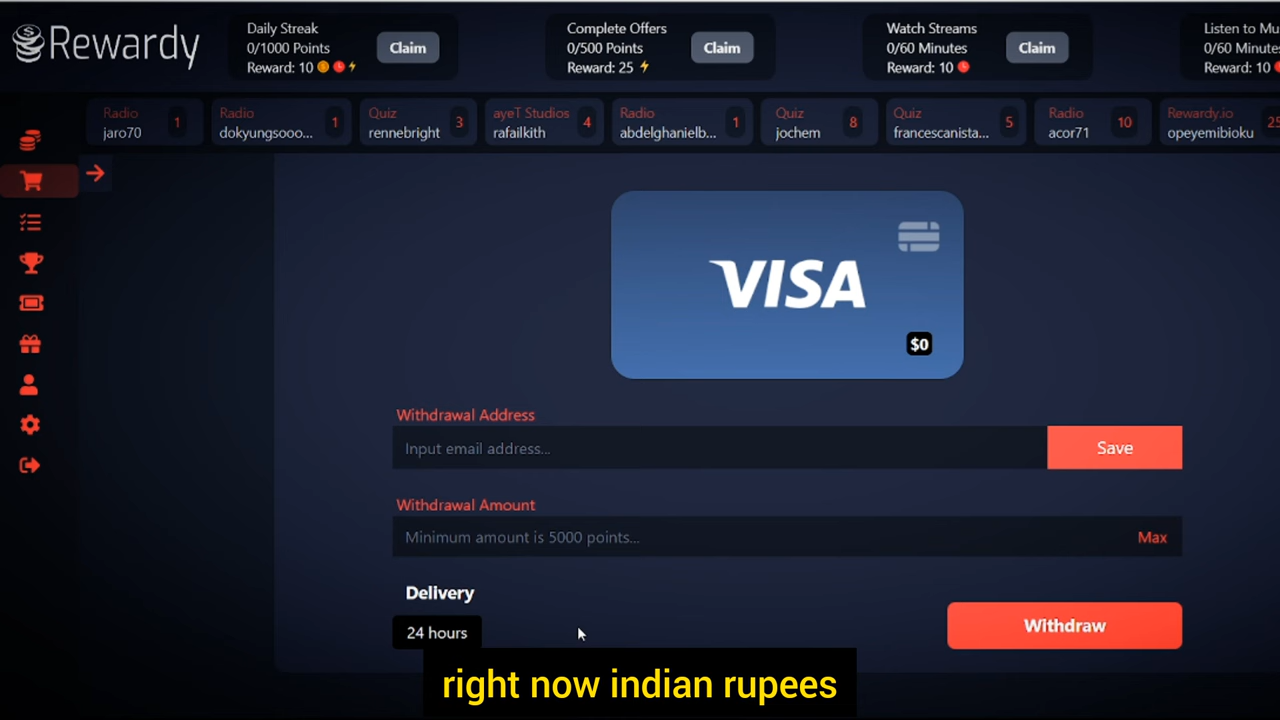 Rewardy
Daily Streak
0/1000 Points
Reward: 10
Claim
Complete Offers
0/500 Points
Reward: 25
Claim
Watch Streams
0/60 Minutes
Reward: 10
Claim
Listen to Mu
0/60 Minute
Reward: 10
Radio
jaro70
1
Radio
dokyungsooo...
1
Quiz
rennebright
3
ayeT Studios
rafailkith
4
Radio
abdelghanielb...
1
Quiz
jochem
8
Quiz
francescanista...
5
Radio
acor71
10
Rewardy.io
opeyemibioku
25
VISA
$0
Withdrawal Address
Input email address...
Save
Withdrawal Amount
Minimum amount is 5000 points...
Max
Delivery
24 hours
Withdraw
right now indian rupees